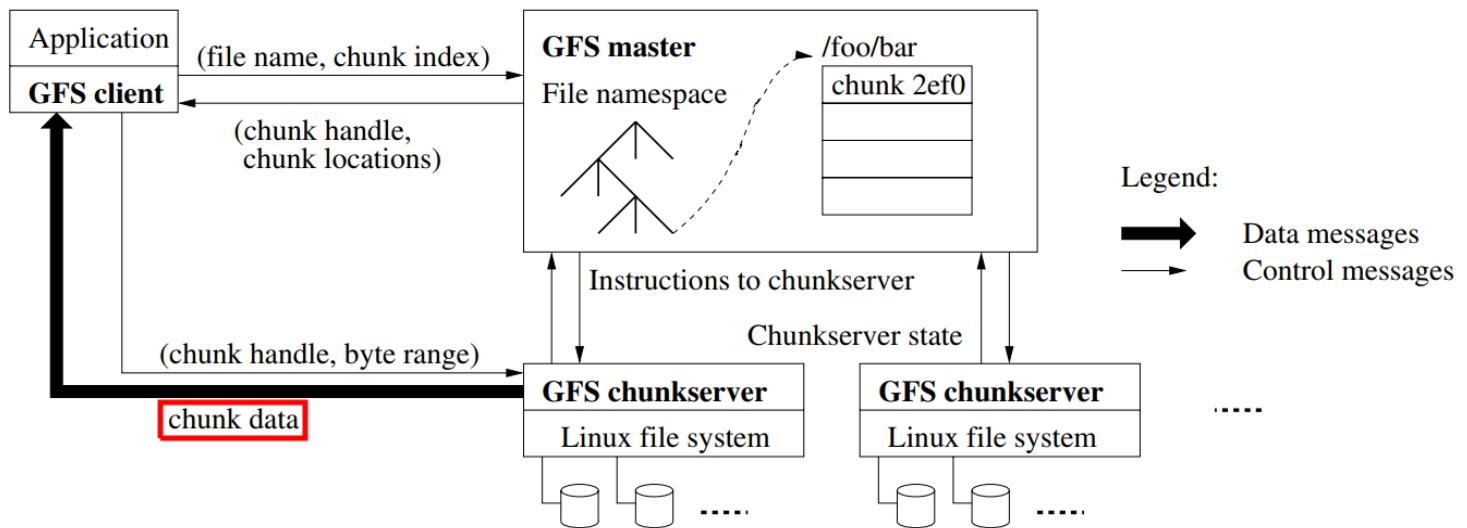 Application
GFS client
(file name, chunk index)
(chunk handle,
chunk locations)
GFS master
File namespace
/foo/bar
chunk 2ef0
Legend:
Data messages
Control messages
Instructions to chunkserver
Chunkserver state
(chunk handle, byte range)
chunk data
GFS chunkserver
Linux file system
GFS chunkserver
Linux file system